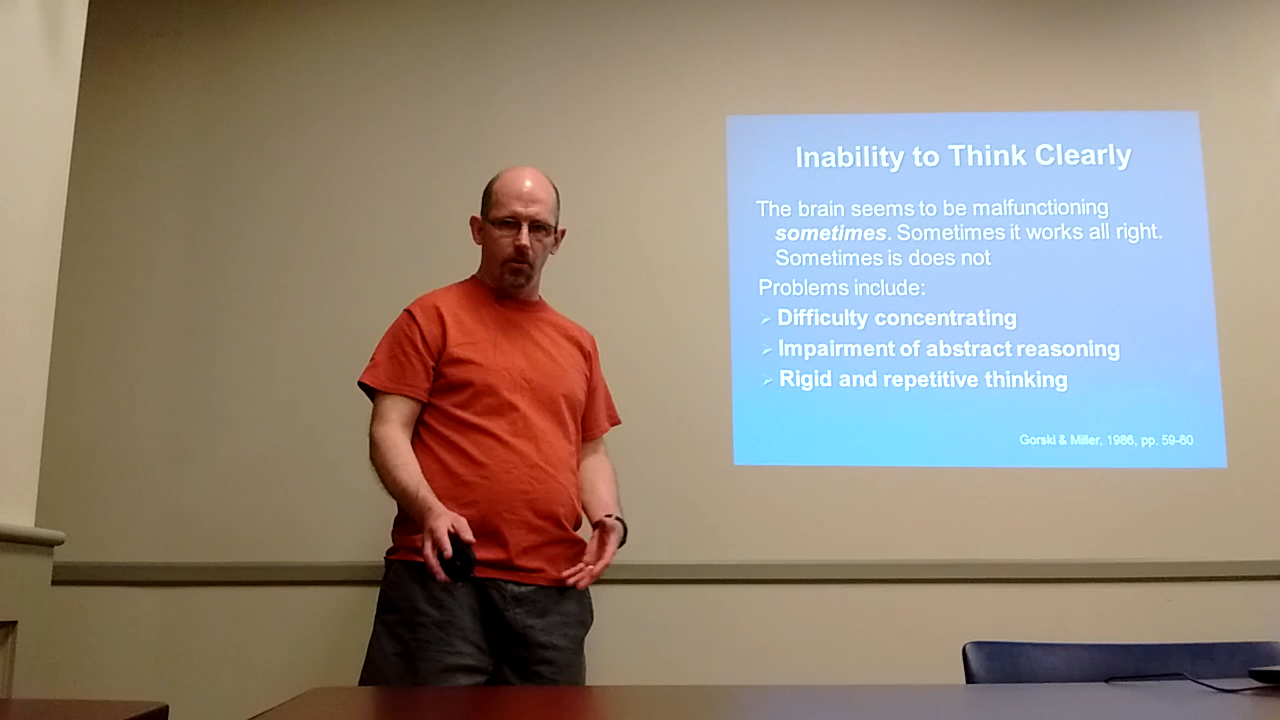 Inability to Think Clearly
The brain seems to be malfunctioning
sometimes. Sometimes it works all right.
Sometimes is does not
Problems include:
➢ Difficulty concentrating
➢ Impairment of abstract reasoning
➢ Rigid and repetitive thinking
Gorski & Miller, 1986, pp. 59-60